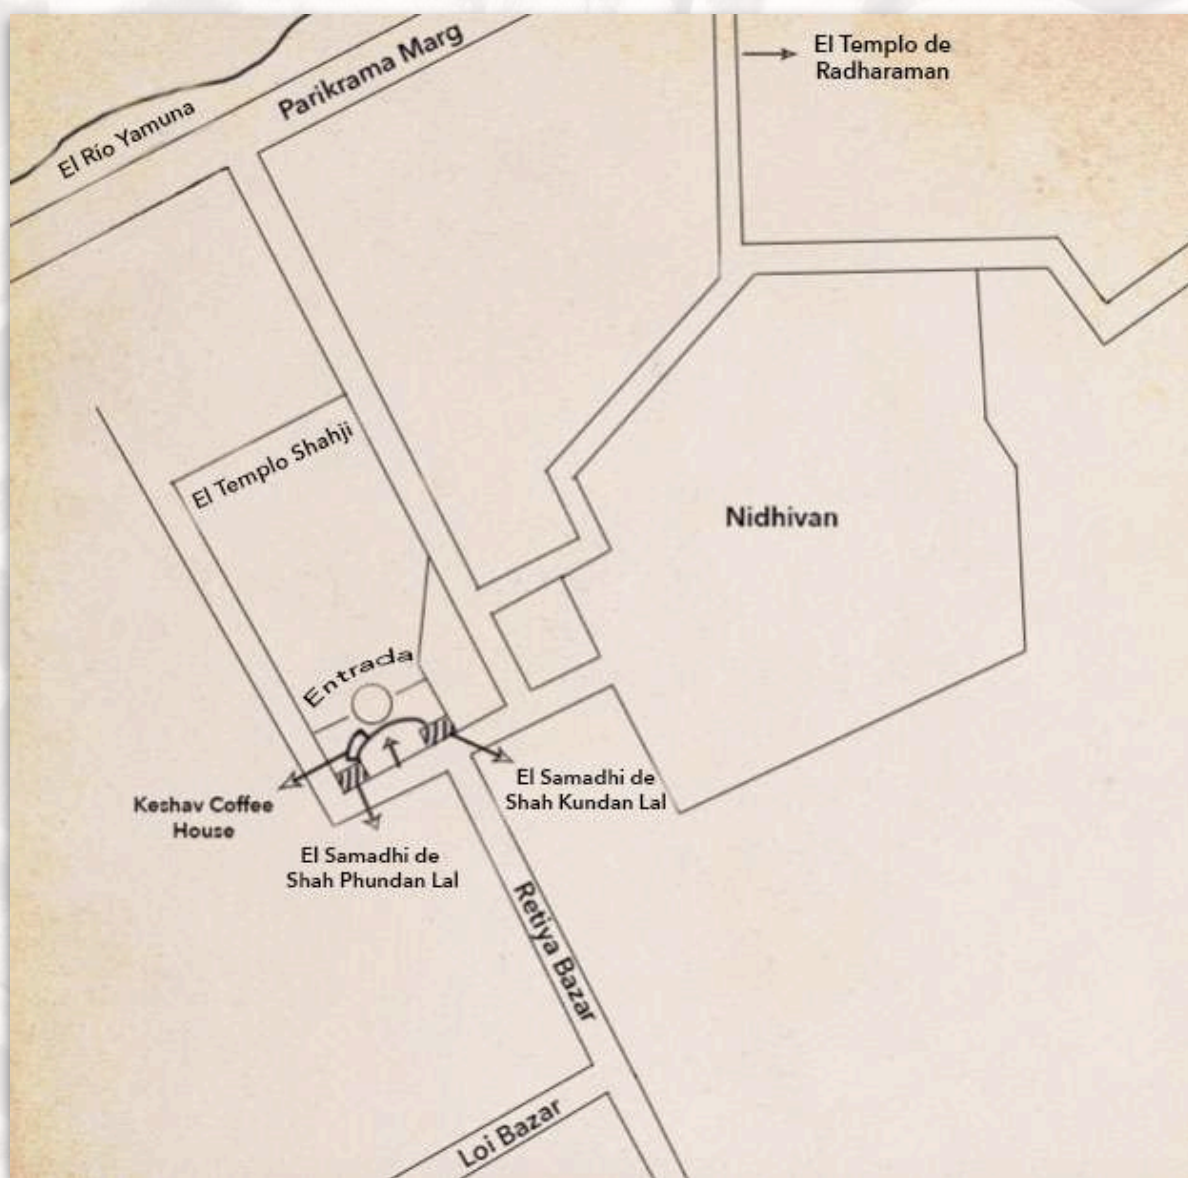 El Templo de
Radharaman
Parikrama Marg
El Río Yamuna
El Templo Shahji
Nidhivan
Entrada
El Samadhi de
Shah Kundan Lal
Keshav Coffee
House
El Samadhi de
Shah Phundan Lal
Retiya Bazar
Loi Bazar